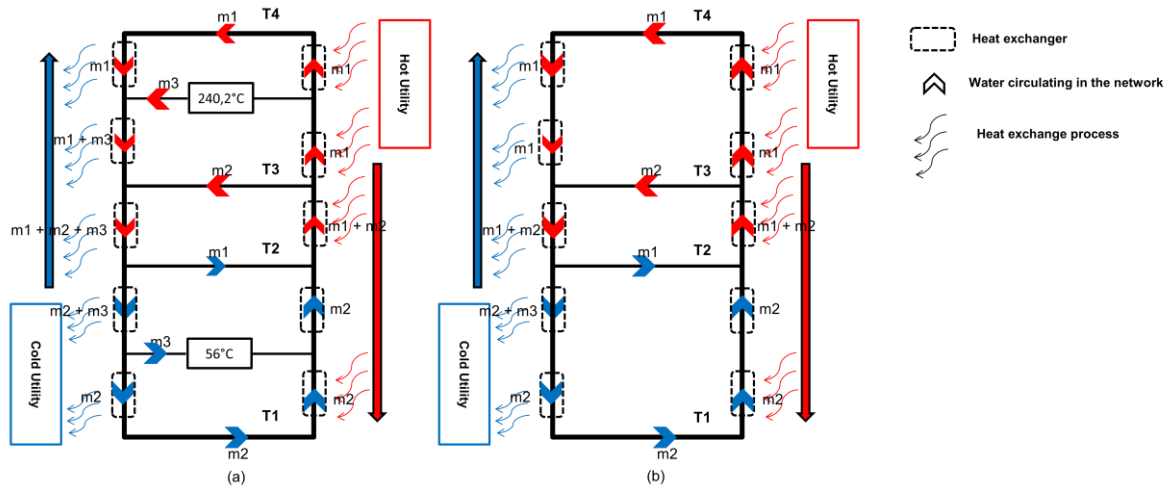 m1
T4
m1
m1
m3
240,2°C
m1 + m3
m1
m2
T3
m1 + m2 + m3
m1 + m2
m1
T2
m2 + m3
m2
m3
56°C
m2
m2
T1
m2
(a)
Hot Utility
Cold Utility
m1
T4
m1
m1
m1
m1
m2
T3
m1 + m2
m1 + m2
m1
T2
m2 + m3
m2
m2
m2
T1
m2
(b)
Hot Utility
Cold Utility
Heat exchanger
Water circulating in the network
Heat exchange process